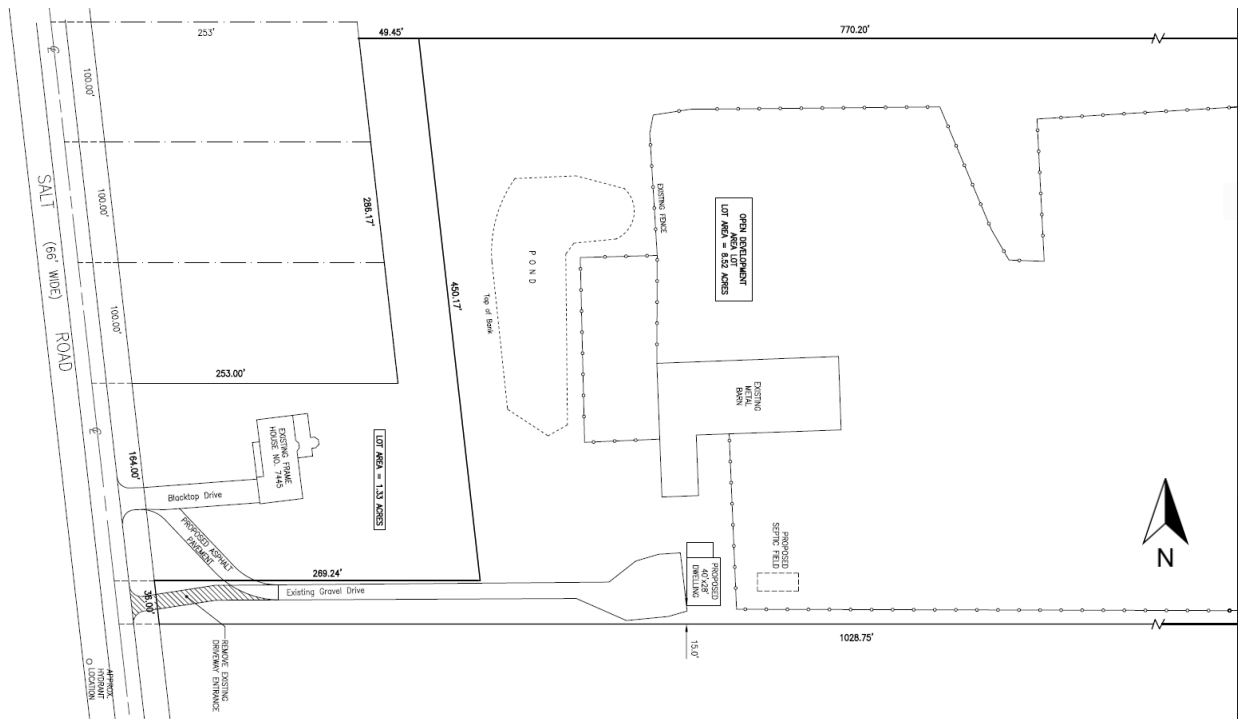 253'
49.45'
770.20'
℄
100.00'
100.00'
100.00'
SALT (66' WIDE) ROAD
286.17'
450.17'
EXISTING FENCE
OPEN DEVELOPMENT
AREA LOT
LOT AREA = 8.52 ACRES
POND
Top of Bank
253.00'
EXISTING
METAL
BARN
℄
164.00'
EXISTING FRAME
HOUSE NO. 7445
LOT AREA = 1.33 ACRES
Blacktop Drive
PROPOSED ASPHALT
PAVEMENT
269.24'
36.00'
Existing Gravel Drive
PROPOSED
40'x28'
DWELLING
PROPOSED
SEPTIC FIELD
N
15.0'
1028.75'
REMOVE EXISTING
DRIVEWAY ENTRANCE
APPROX.
HYDRANT
LOCATION